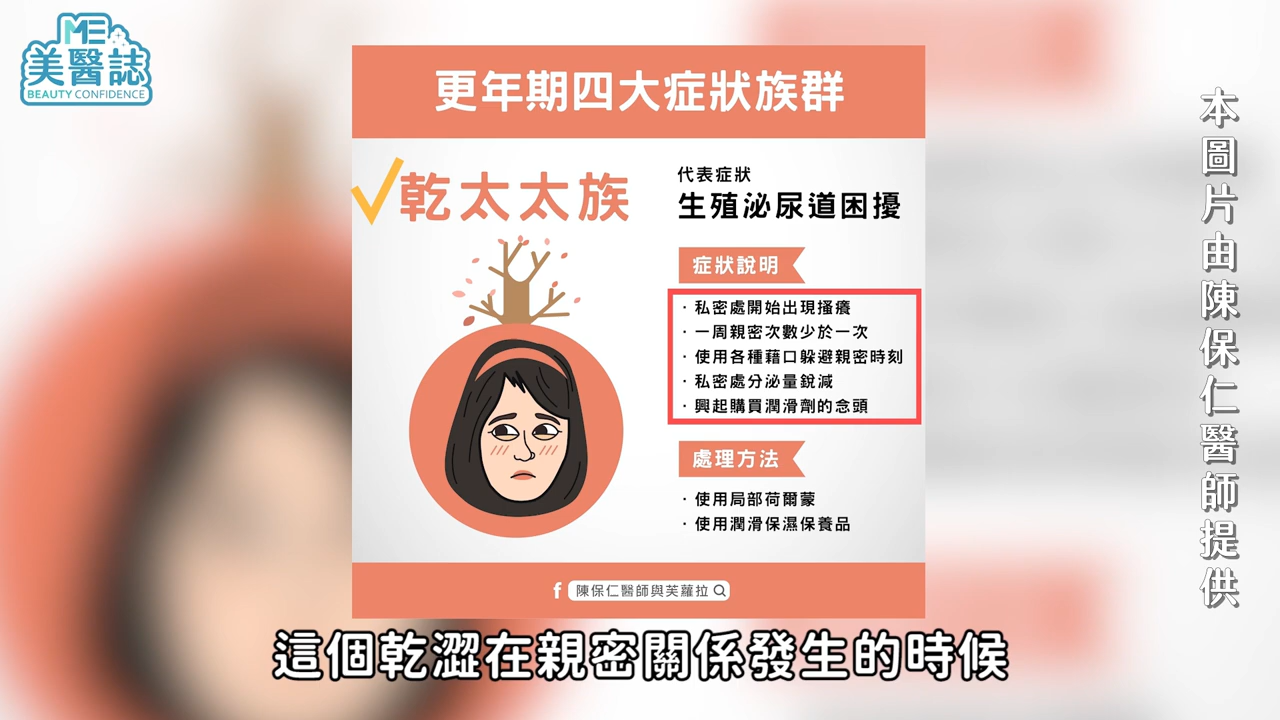 ME
美醫誌
BEAUTY CONFIDENCE
更年期四大症狀族群
乾太太族
代表症狀
生殖泌尿道困擾
症狀說明
· 私密處開始出現搔癢
· 一周親密次數少於一次
· 使用各種藉口躲避親密時刻
· 私密處分泌量銳減
· 興起購買潤滑劑的念頭
處理方法
· 使用局部荷爾蒙
· 使用潤滑保濕保養品
f 陳保仁醫師與芙蘿拉
本圖片由陳保仁醫師提供
這個乾澀在親密關係發生的時候